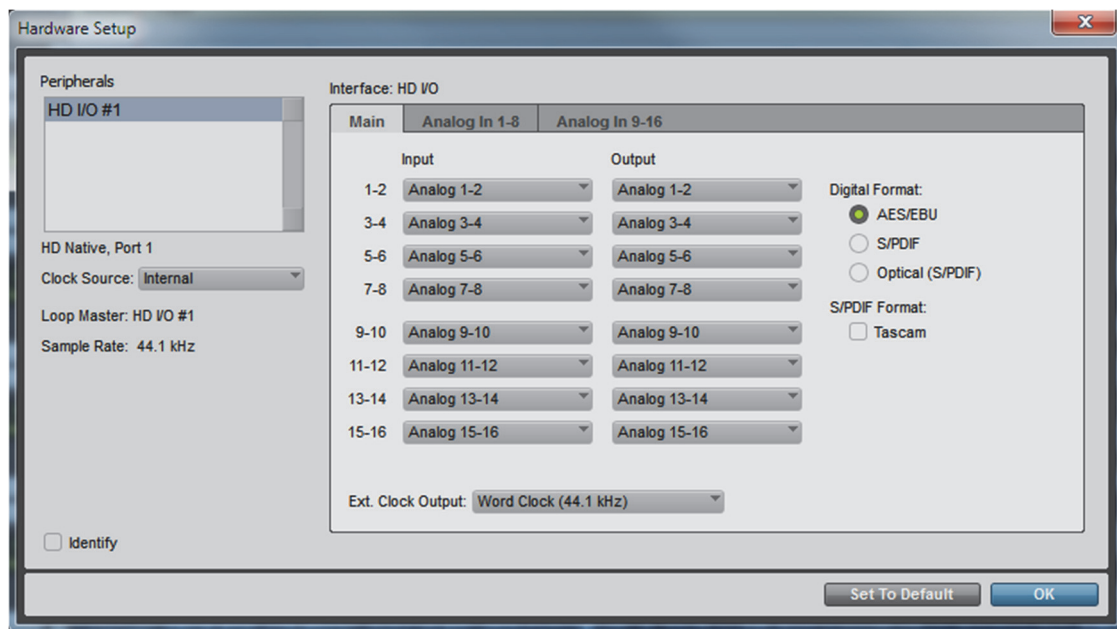 Hardware Setup
Peripherals
HD I/O #1
HD Native, Port 1
Clock Source: Internal
Loop Master: HD I/O #1
Sample Rate: 44.1 kHz
Identify
Interface: HD I/O
Main Analog In 1-8 Analog In 9-16
Input Output
1-2 Analog 1-2 Analog 1-2
3-4 Analog 3-4 Analog 3-4
5-6 Analog 5-6 Analog 5-6
7-8 Analog 7-8 Analog 7-8
9-10 Analog 9-10 Analog 9-10
11-12 Analog 11-12 Analog 11-12
13-14 Analog 13-14 Analog 13-14
15-16 Analog 15-16 Analog 15-16
Ext. Clock Output: Word Clock (44.1 kHz)
Digital Format:
AES/EBU
S/PDIF
Optical (S/PDIF)
S/PDIF Format:
Tascam
Set To Default OK